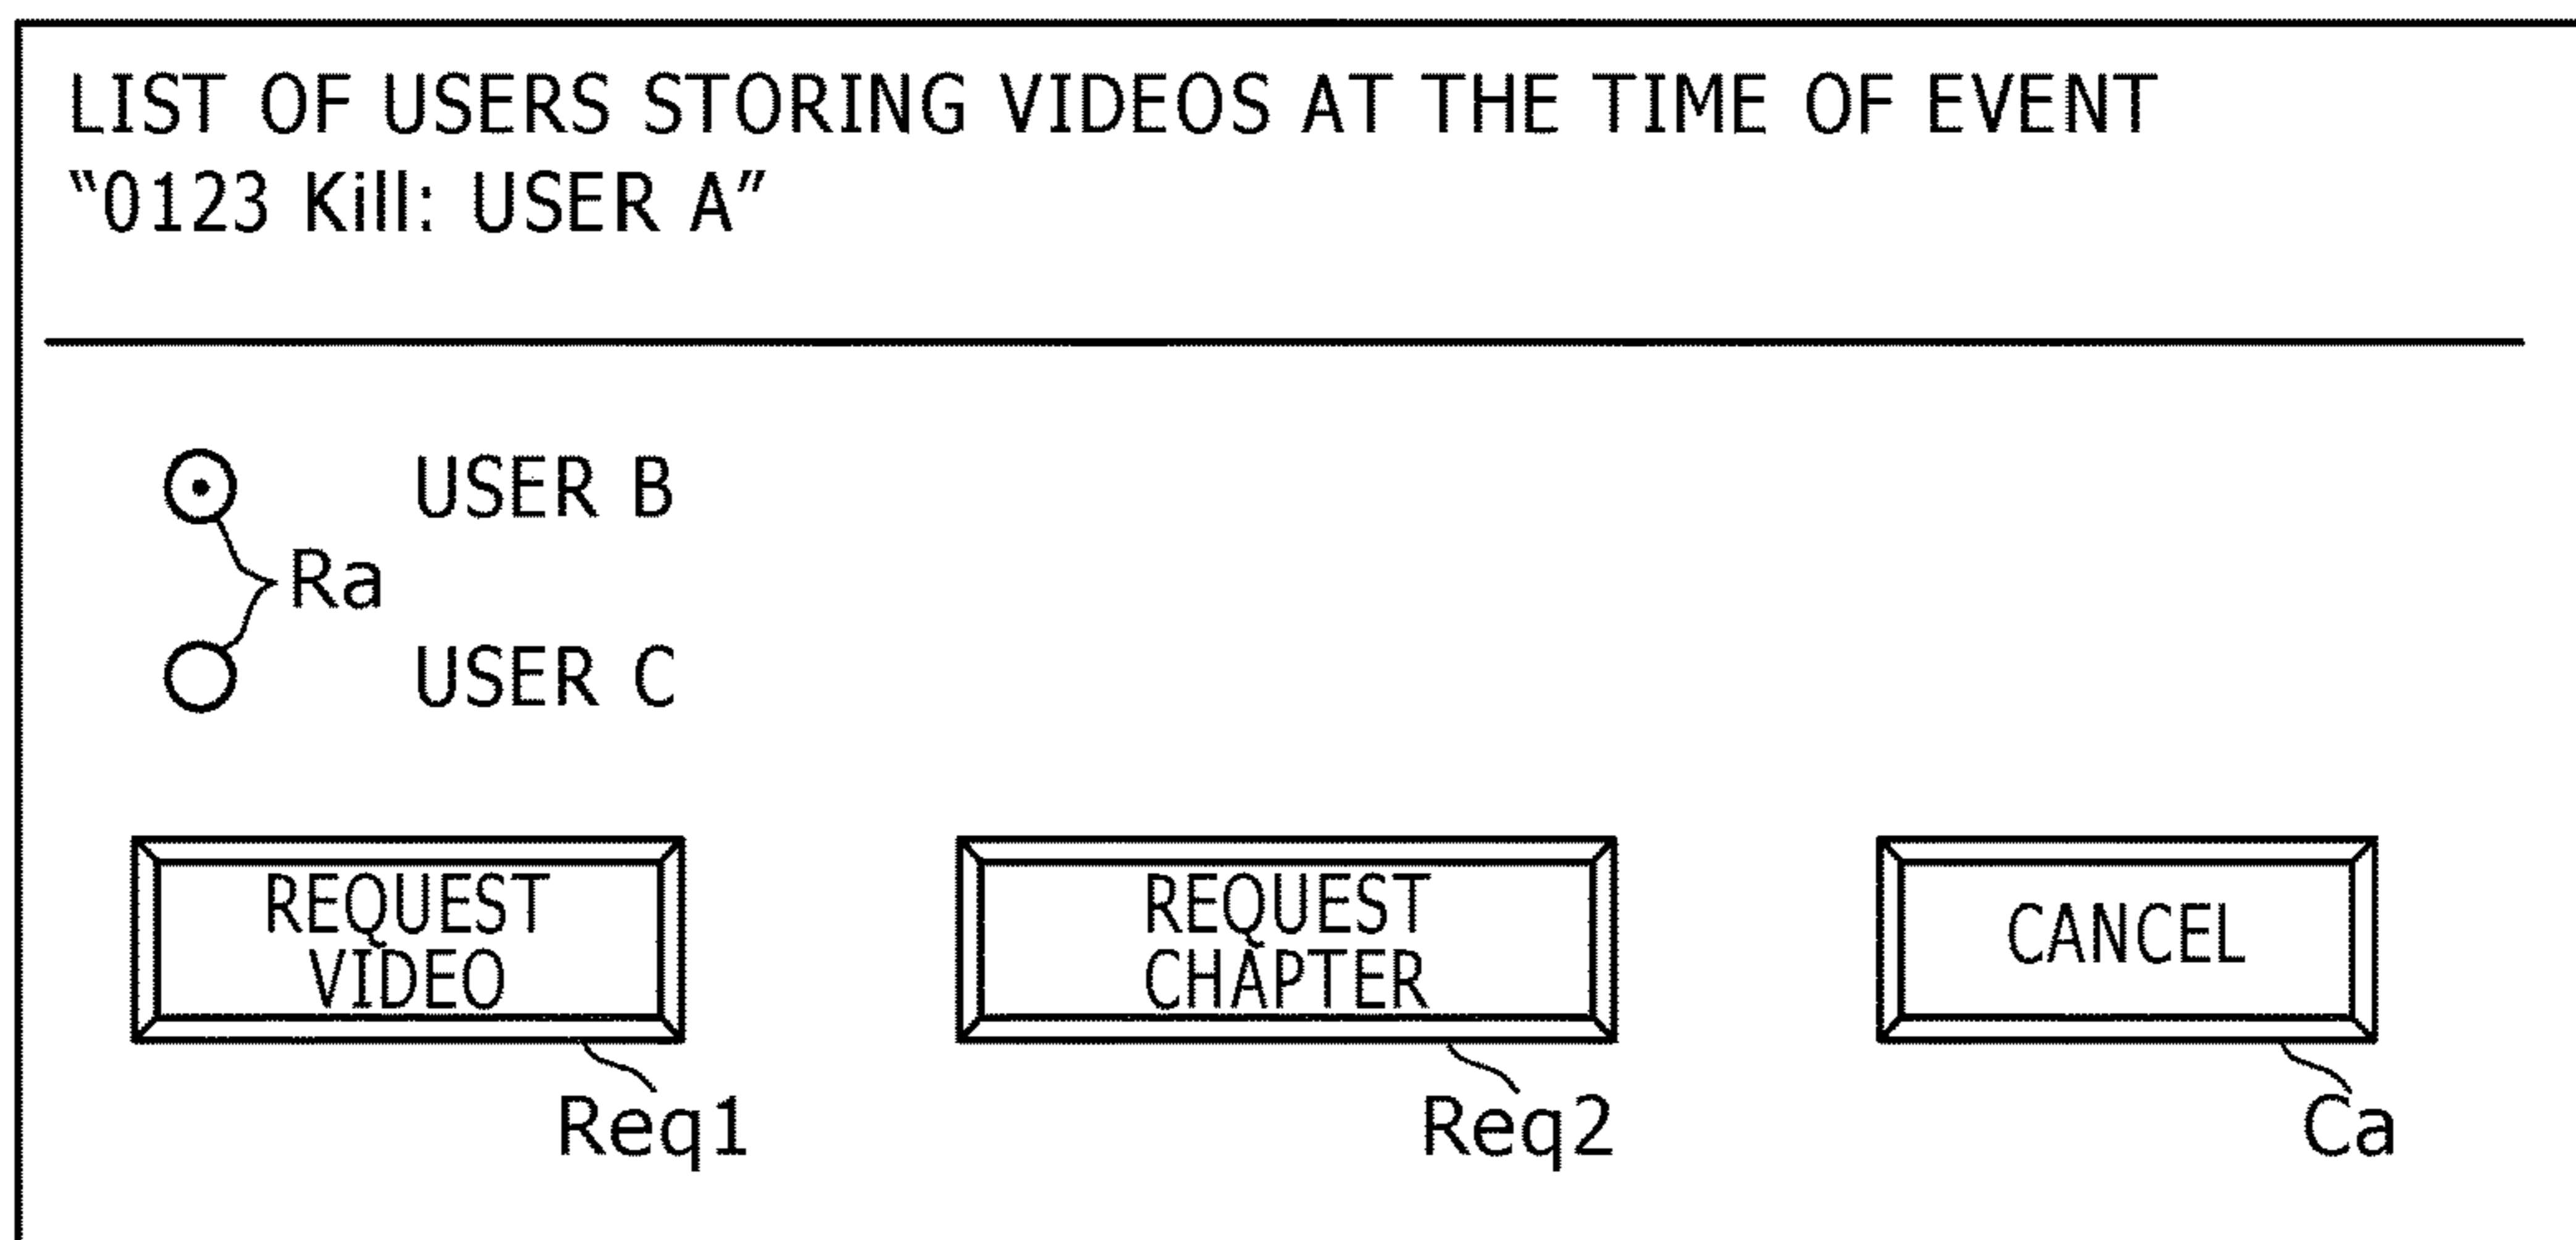 LIST OF USERS STORING VIDEOS AT THE TIME OF EVENT
“0123 Kill: USER A”
USER B
Ra
USER C
REQUEST
VIDEO
REQUEST
CHAPTER
CANCEL
Req1
Req2
Ca